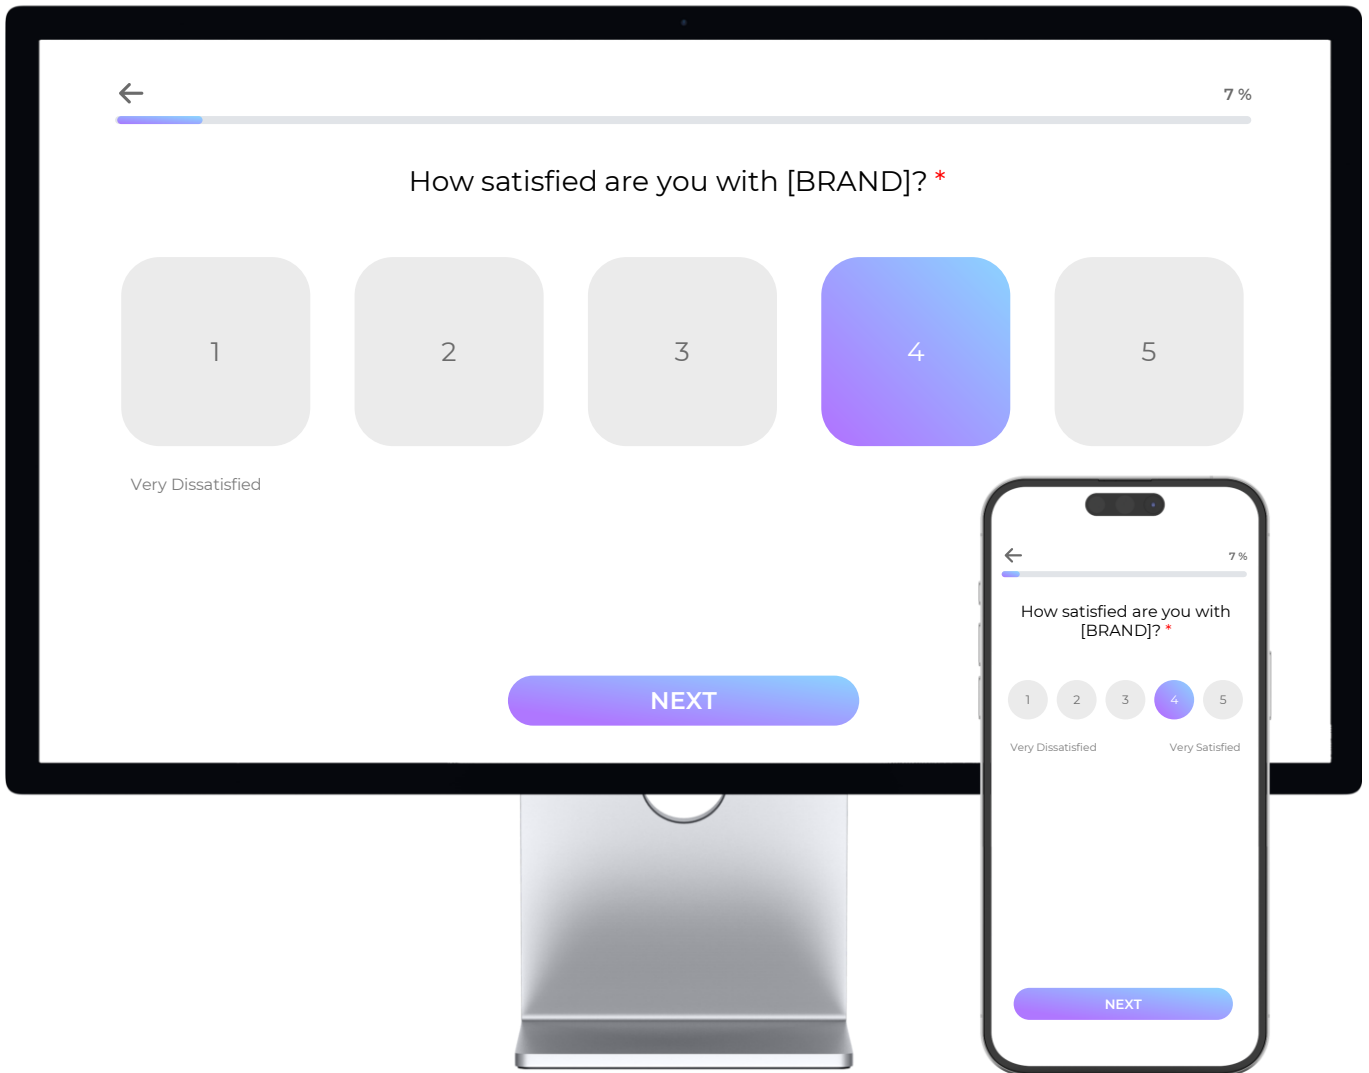 7 %
How satisfied are you with [BRAND]? *
1
2
3
4
5
Very Dissatisfied
NEXT
7 %
How satisfied are you with
[BRAND]? *
1
2
3
4
5
Very Dissatisfied
Very Satisfied
NEXT